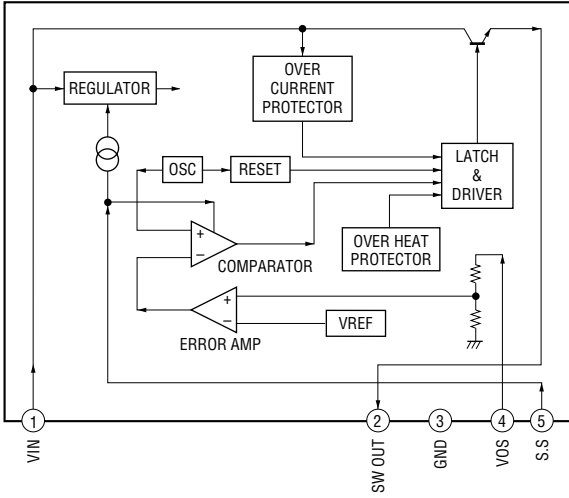 REGULATOR
OVER
CURRENT
PROTECTOR
OSC
RESET
LATCH
&
DRIVER
+
−
COMPARATOR
OVER HEAT
PROTECTOR
+
−
ERROR AMP
VREF
1
2
3
4
5
VIN
SW OUT
GND
VOS
S.S